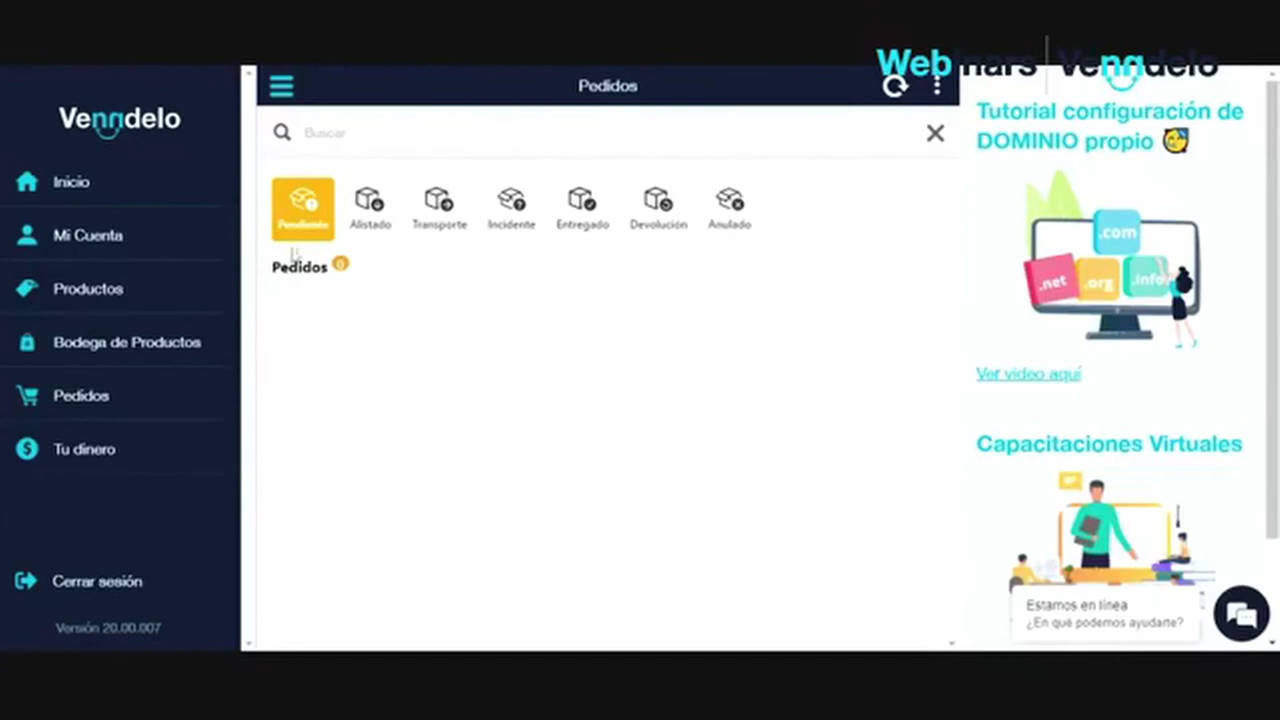 Webinars | Venndelo
Venndelo
Inicio
Mi Cuenta
Productos
Bodega de Productos
Pedidos
Tu dinero
Cerrar sesión
Versión 20.00.007
Pedidos
Buscar
Pendiente
Alistado
Transporte
Incidente
Entregado
Devolución
Anulado
Pedidos 0
Tutorial configuración de
DOMINIO propio
.com
.net
.org
.info
Ver video aquí
Capacitaciones Virtuales
Estamos en línea
¿En qué podemos ayudarte?